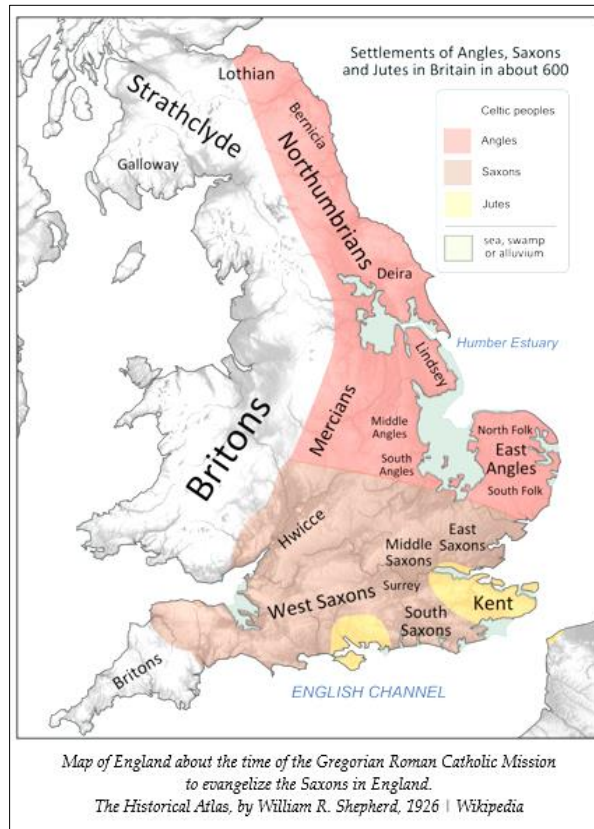 Settlements of Angles, Saxons
and Jutes in Britain in about 600
Celtic peoples
Angles
Saxons
Jutes
sea, swamp
or alluvium
Lothian
Strathclyde
Bernicia
Galloway
Northumbrians
Deira
Humber Estuary
Lindsey
Mercians
Britons
Middle
Angles
North Folk
East
Angles
South
Angles
South Folk
Hwicce
East
Saxons
Middle
Saxons
Surrey
West Saxons
Kent
South
Saxons
Britons
ENGLISH CHANNEL
Map of England about the time of the Gregorian Roman Catholic Mission
to evangelize the Saxons in England.
The Historical Atlas, by William R. Shepherd, 1926 | Wikipedia